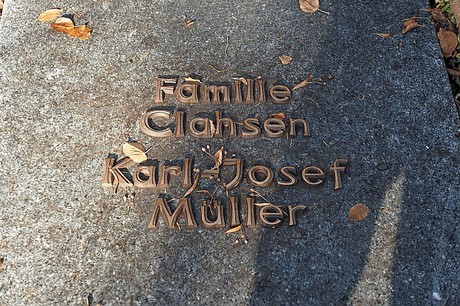 Familie
Clahsen
Karl-Josef
Müller